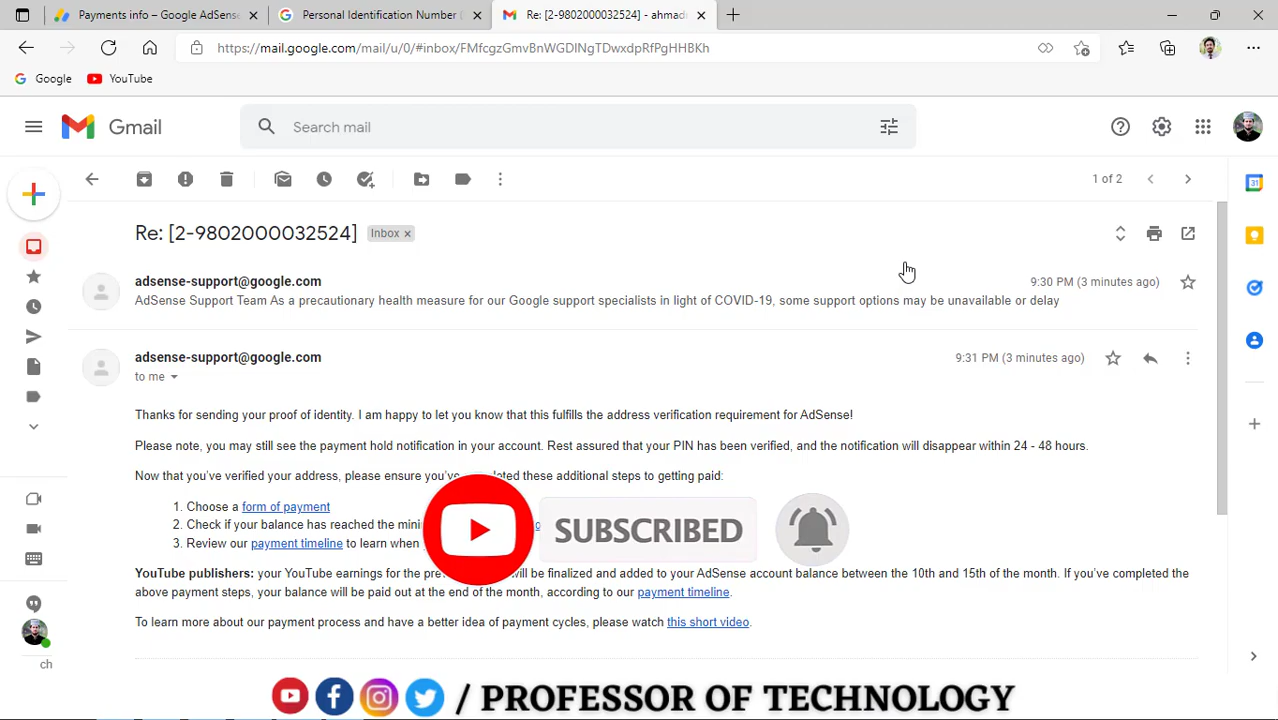 Payments info – Google AdSense
Personal Identification Number (
Re: [2-9802000032524] - ahmad
https://mail.google.com/mail/u/0/#inbox/FMfcgzGmvBnWGDlNgTDwxdpRfPgHHBKh
Google
YouTube
Gmail
Search mail
1 of 2
Re: [2-9802000032524]
Inbox ×
adsense-support@google.com
9:30 PM (3 minutes ago)
AdSense Support Team As a precautionary health measure for our Google support specialists in light of COVID-19, some support options may be unavailable or delay
adsense-support@google.com
9:31 PM (3 minutes ago)
to me
Thanks for sending your proof of identity. I am happy to let you know that this fulfills the address verification requirement for AdSense!
Please note, you may still see the payment hold notification in your account. Rest assured that your PIN has been verified, and the notification will disappear within 24 - 48 hours.
Now that you've verified your address, please ensure you've these additional steps to getting paid:
1. Choose a form of payment
2. Check if your balance has reached the
3. Review our payment timeline to learn when
SUBSCRIBED
YouTube publishers: your YouTube earnings for the will be finalized and added to your AdSense account balance between the 10th and 15th of the month. If you've completed the
above payment steps, your balance will be paid out at the end of the month, according to our payment timeline.
To learn more about our payment process and have a better idea of payment cycles, please watch this short video.
31
ch
/ PROFESSOR OF TECHNOLOGY